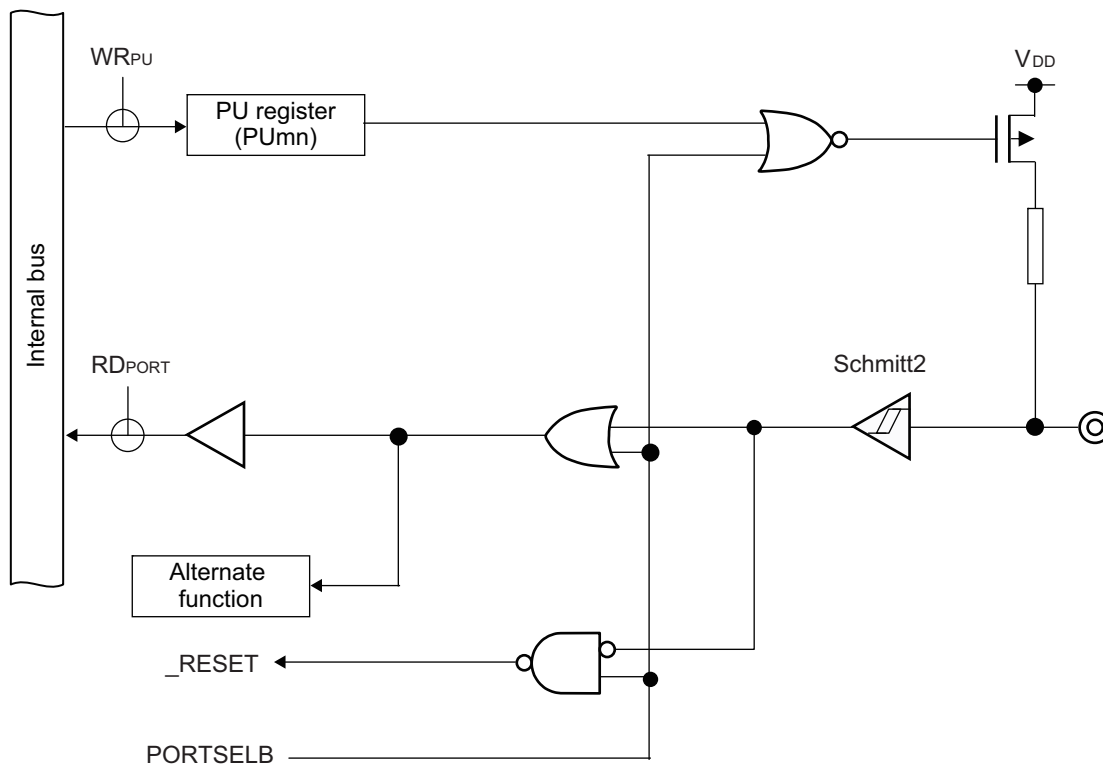 WRPU
VDD
PU register
(PUmn)
Internal bus
RDPORT
Schmitt2
Alternate
function
_RESET
PORTSELB